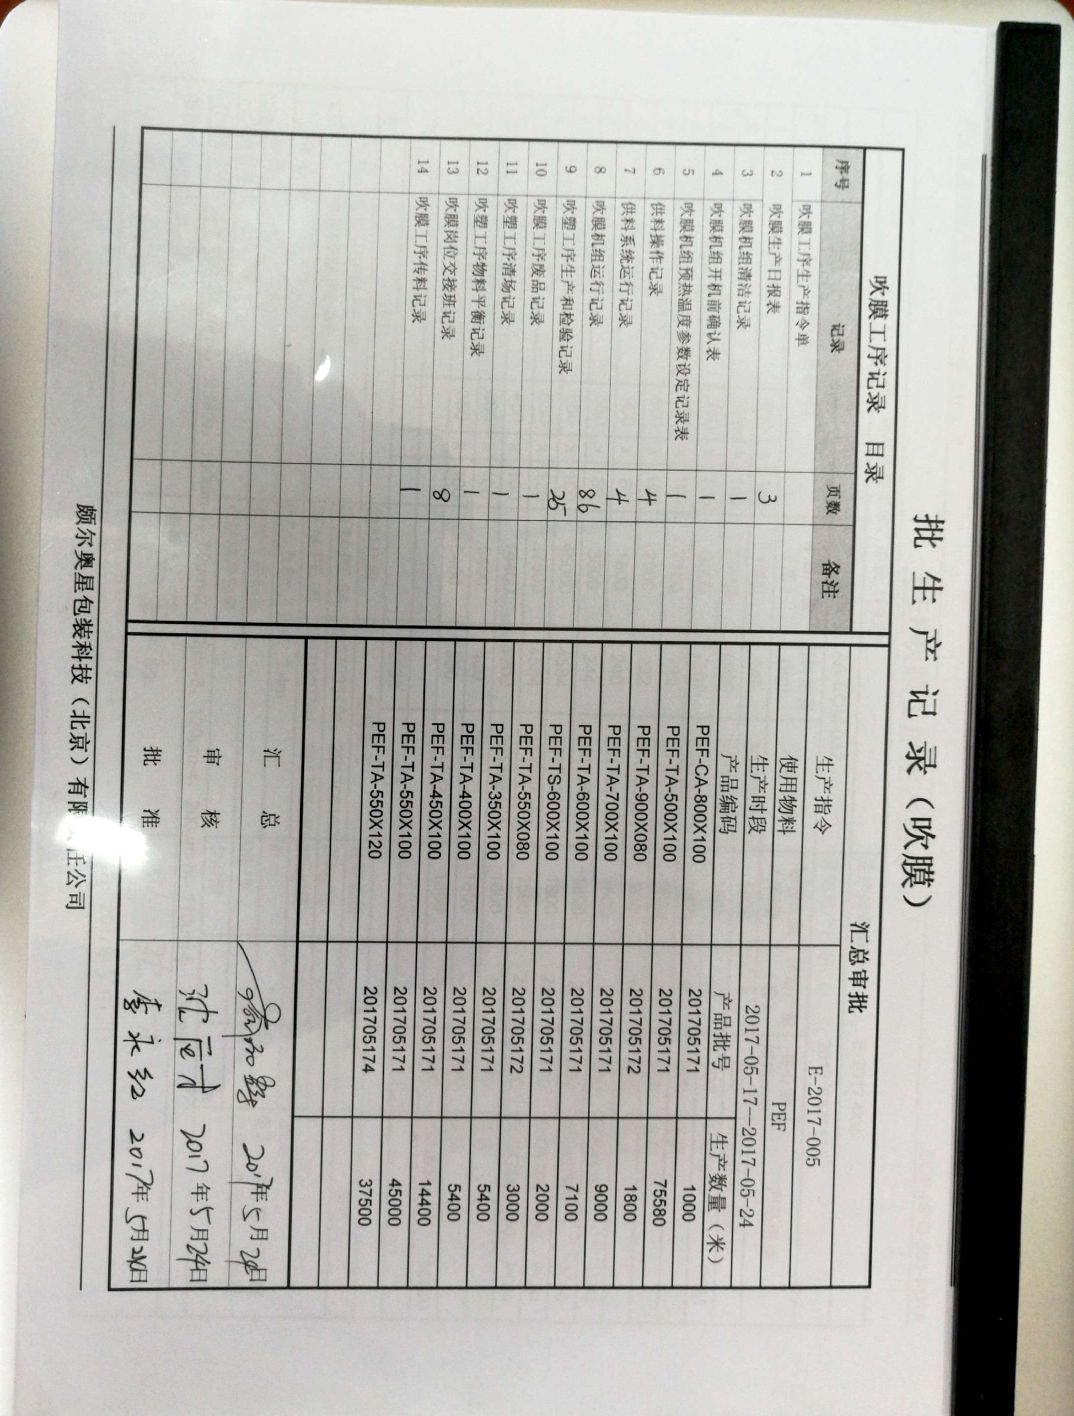 批生产记录（吹膜）
吹膜工序记录 目录
序号 记录 页数 备注
1 吹膜工序生产指令单
2 吹膜生产日报表 3
3 吹膜机组清洁记录 1
4 吹膜机组开机前确认表 1
5 吹膜机组预热温度参数设定记录表 1
6 供料操作记录 4
7 供料系统运行记录 4
8 吹膜机组运行记录 86
9 吹塑工序生产和检验记录 25
10 吹膜工序废品记录 1
11 吹塑工序清场记录 1
12 吹塑工序物料平衡记录 1
13 吹膜岗位交接班记录 8
14 吹膜工序传料记录 1
汇总审批
生产指令 E-2017-005
使用物料 PEF
生产时段 2017-05-17--2017-05-24
产品编码 产品批号 生产数量（米）
PEF-CA-800X100 201705171 1000
PEF-TA-500X100 201705171 75580
PEF-TA-900X080 201705172 1800
PEF-TA-700X100 201705171 9000
PEF-TA-600X100 201705171 7100
PEF-TS-600X100 201705171 2000
PEF-TA-550X080 201705172 3000
PEF-TA-350X100 201705171 5400
PEF-TA-400X100 201705171 5400
PEF-TA-450X100 201705171 14400
PEF-TA-550X100 201705171 45000
PEF-TA-550X120 201705174 37500
汇 总 2017年5月24日
审 核 2017年5月24日
批 准 李永红 2017年5月24日
颇尔奥星包装科技（北京）有限责任公司